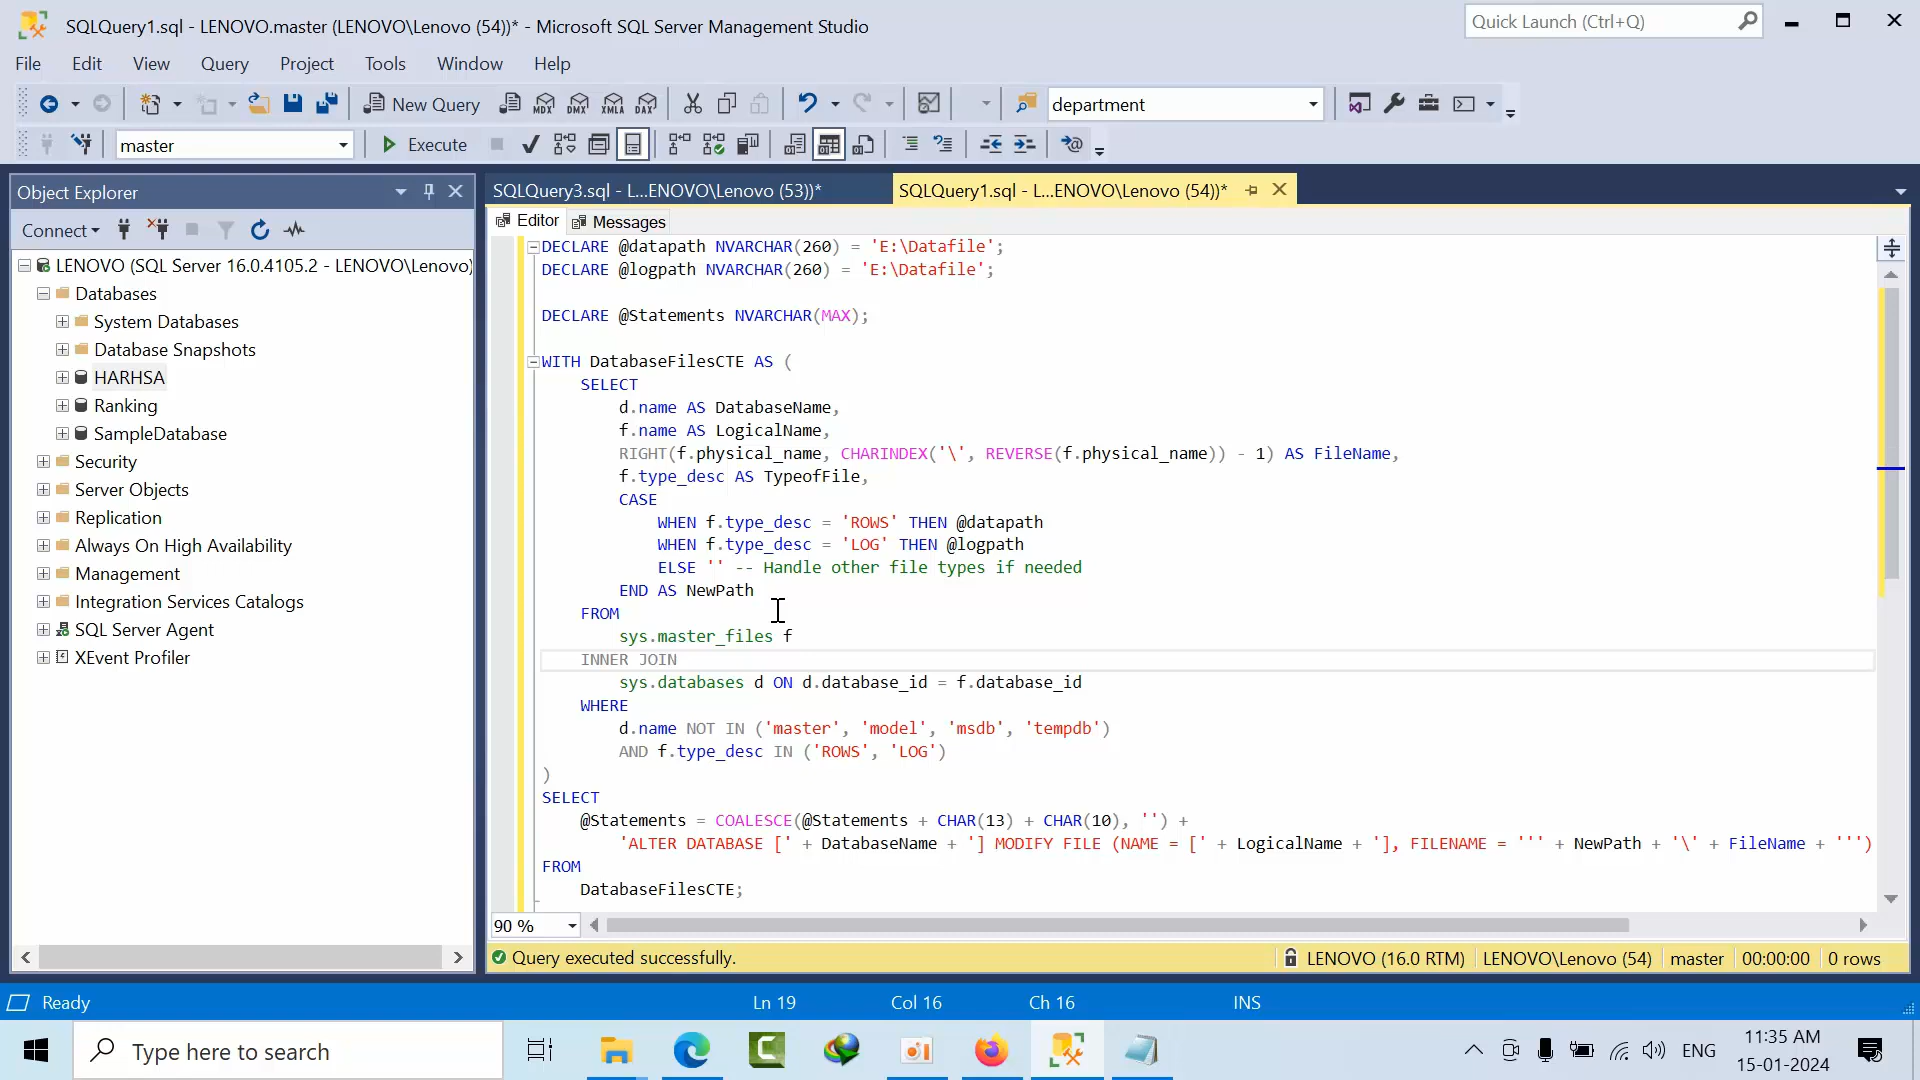 SQLQuery1.sql - LENOVO.master (LENOVO\Lenovo (54))* - Microsoft SQL Server Management Studio
Quick Launch (Ctrl+Q)
File Edit View Query Project Tools Window Help
New Query
MDX DMX XMLA DAX
department
master
Execute
Object Explorer
SQLQuery3.sql - L...ENOVO\Lenovo (53))*
SQLQuery1.sql - L...ENOVO\Lenovo (54))*
Connect
Editor
Messages
LENOVO (SQL Server 16.0.4105.2 - LENOVO\Lenovo)
Databases
System Databases
Database Snapshots
HARHSA
Ranking
SampleDatabase
Security
Server Objects
Replication
Always On High Availability
Management
Integration Services Catalogs
SQL Server Agent
XEvent Profiler
DECLARE @datapath NVARCHAR(260) = 'E:\Datafile';
DECLARE @logpath NVARCHAR(260) = 'E:\Datafile';
DECLARE @Statements NVARCHAR(MAX);
WITH DatabaseFilesCTE AS (
SELECT
d.name AS DatabaseName,
f.name AS LogicalName,
RIGHT(f.physical_name, CHARINDEX('\', REVERSE(f.physical_name)) - 1) AS FileName,
f.type_desc AS TypeofFile,
CASE
WHEN f.type_desc = 'ROWS' THEN @datapath
WHEN f.type_desc = 'LOG' THEN @logpath
ELSE '' -- Handle other file types if needed
END AS NewPath
FROM
sys.master_files f
INNER JOIN
sys.databases d ON d.database_id = f.database_id
WHERE
d.name NOT IN ('master', 'model', 'msdb', 'tempdb')
AND f.type_desc IN ('ROWS', 'LOG')
)
SELECT
@Statements = COALESCE(@Statements + CHAR(13) + CHAR(10), '') +
'ALTER DATABASE [' + DatabaseName + '] MODIFY FILE (NAME = [' + LogicalName + '], FILENAME = ''' + NewPath + '\' + FileName + ''')
FROM
DatabaseFilesCTE;
90 %
Query executed successfully.
LENOVO (16.0 RTM)
LENOVO\Lenovo (54)
master
00:00:00
0 rows
Ready
Ln 19
Col 16
Ch 16
INS
Type here to search
ENG
11:35 AM
15-01-2024